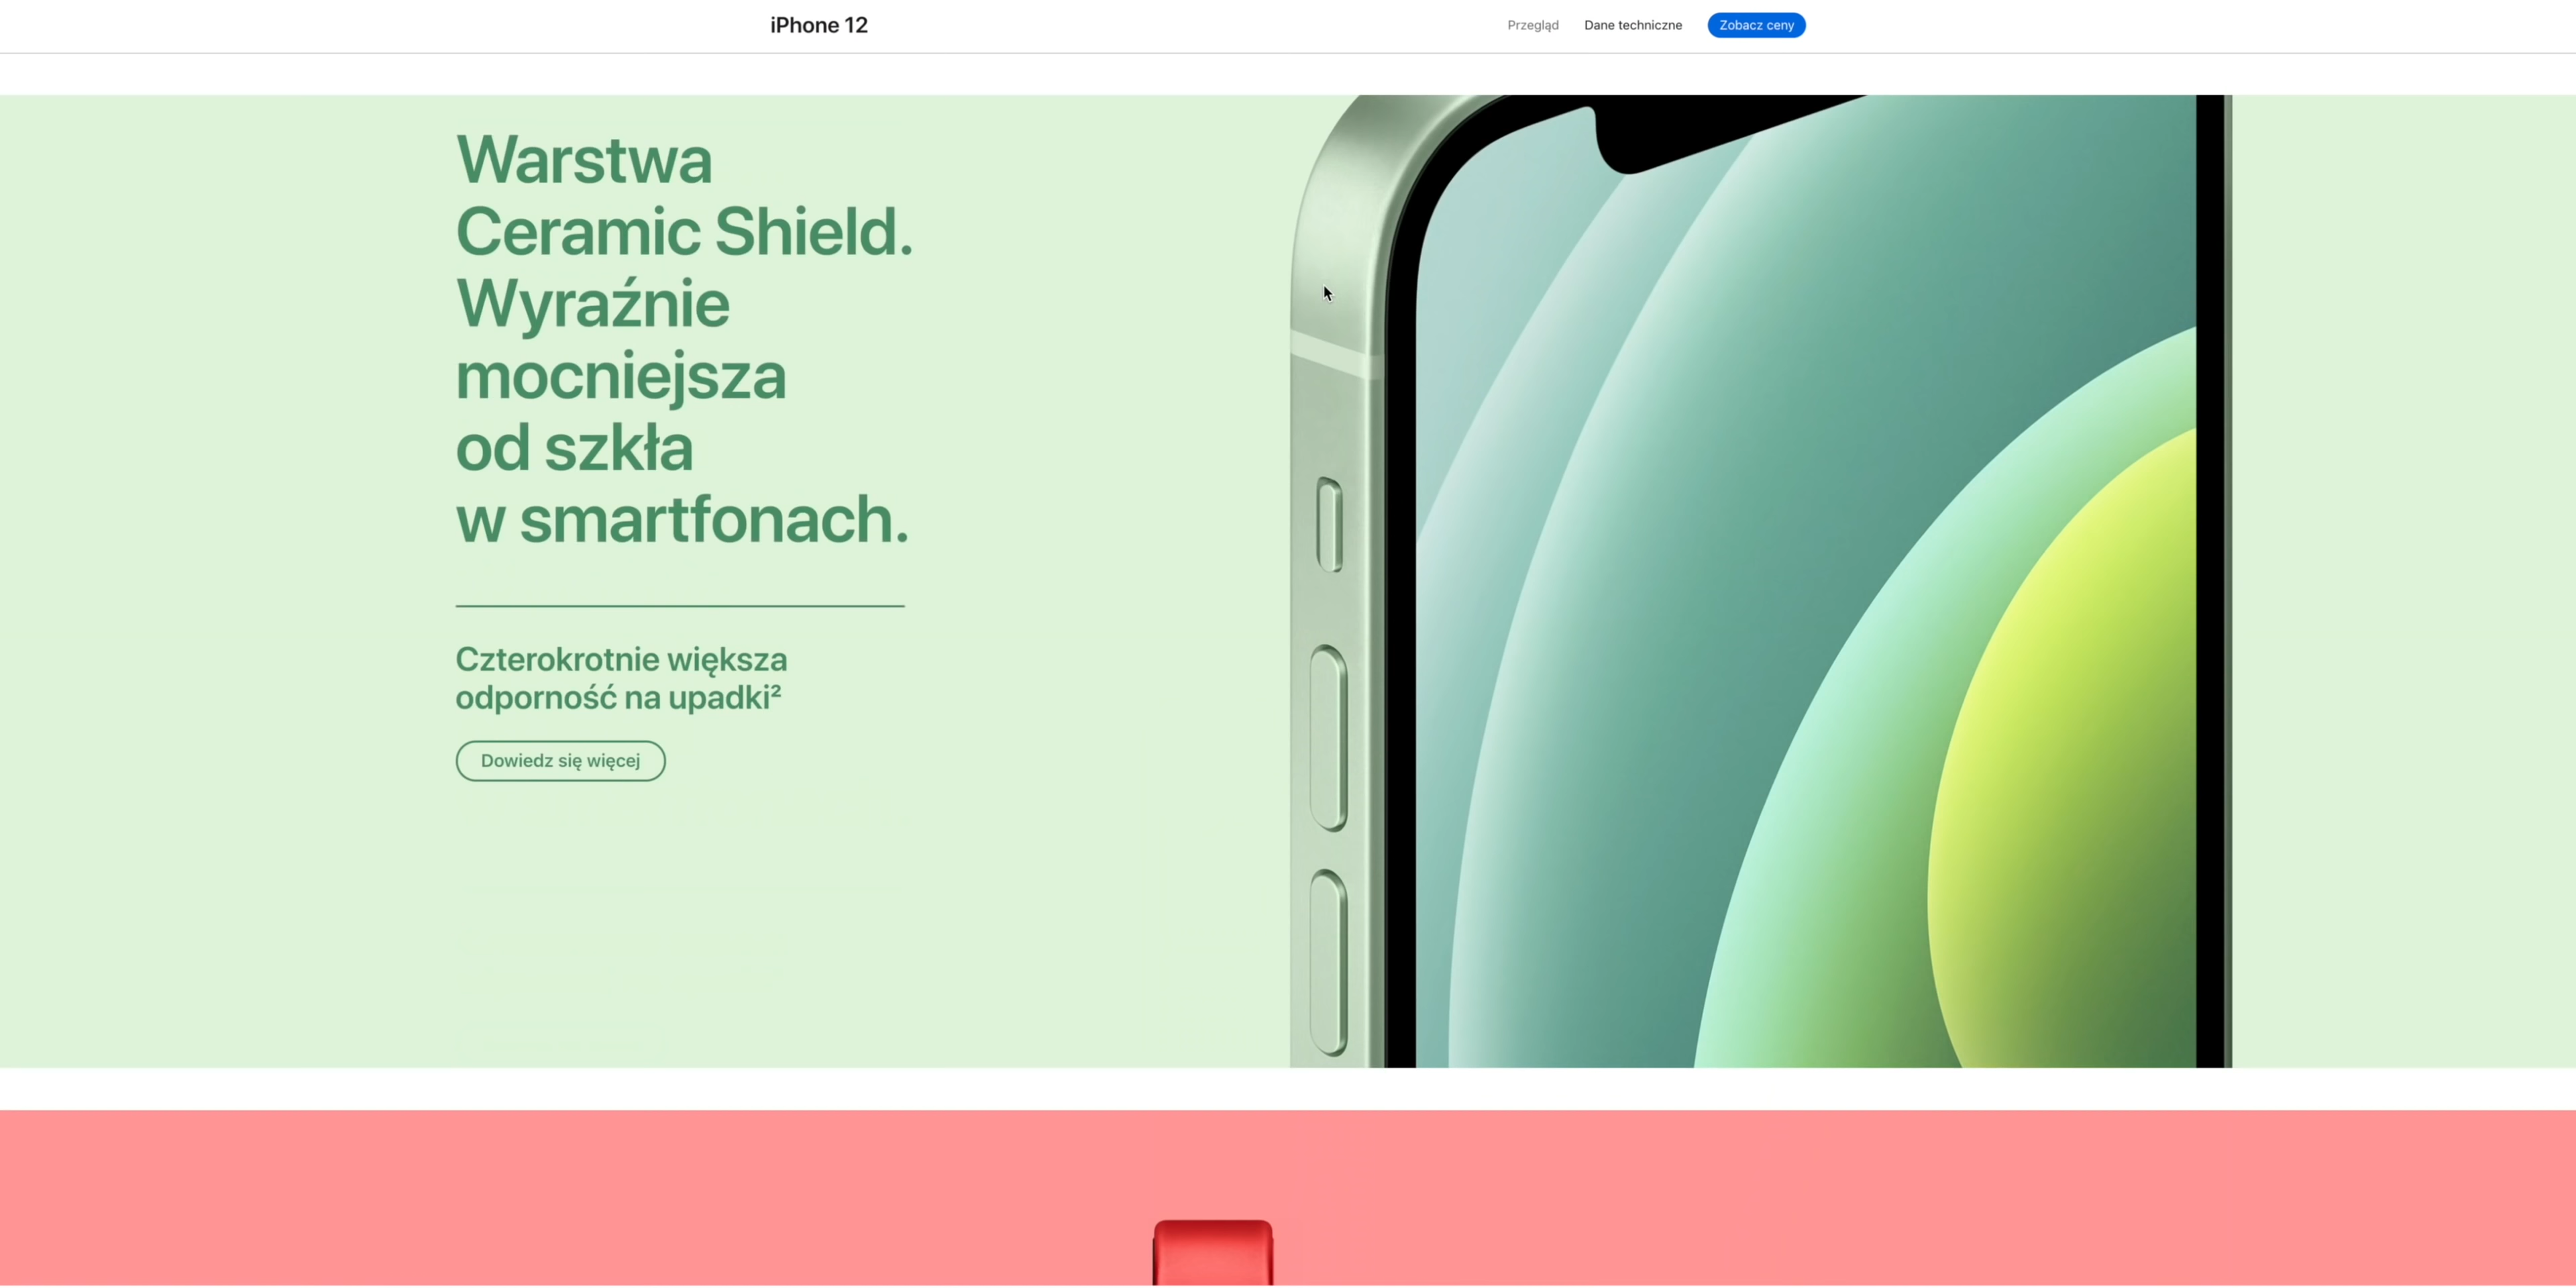 iPhone 12
Przegląd
Dane techniczne
Zobacz ceny
Warstwa
Ceramic Shield.
Wyraźnie
mocniejsza
od szkła
w smartfonach.
Czterokrotnie większa
odporność na upadki²
Dowiedz się więcej